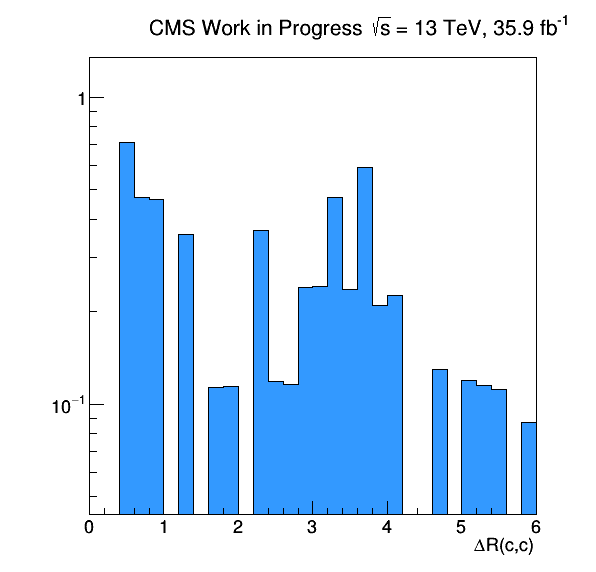 CMS Work in Progress √s = 13 TeV, 35.9 fb⁻¹
1
10⁻¹
0 1 2 3 4 5 6
ΔR(c,c)